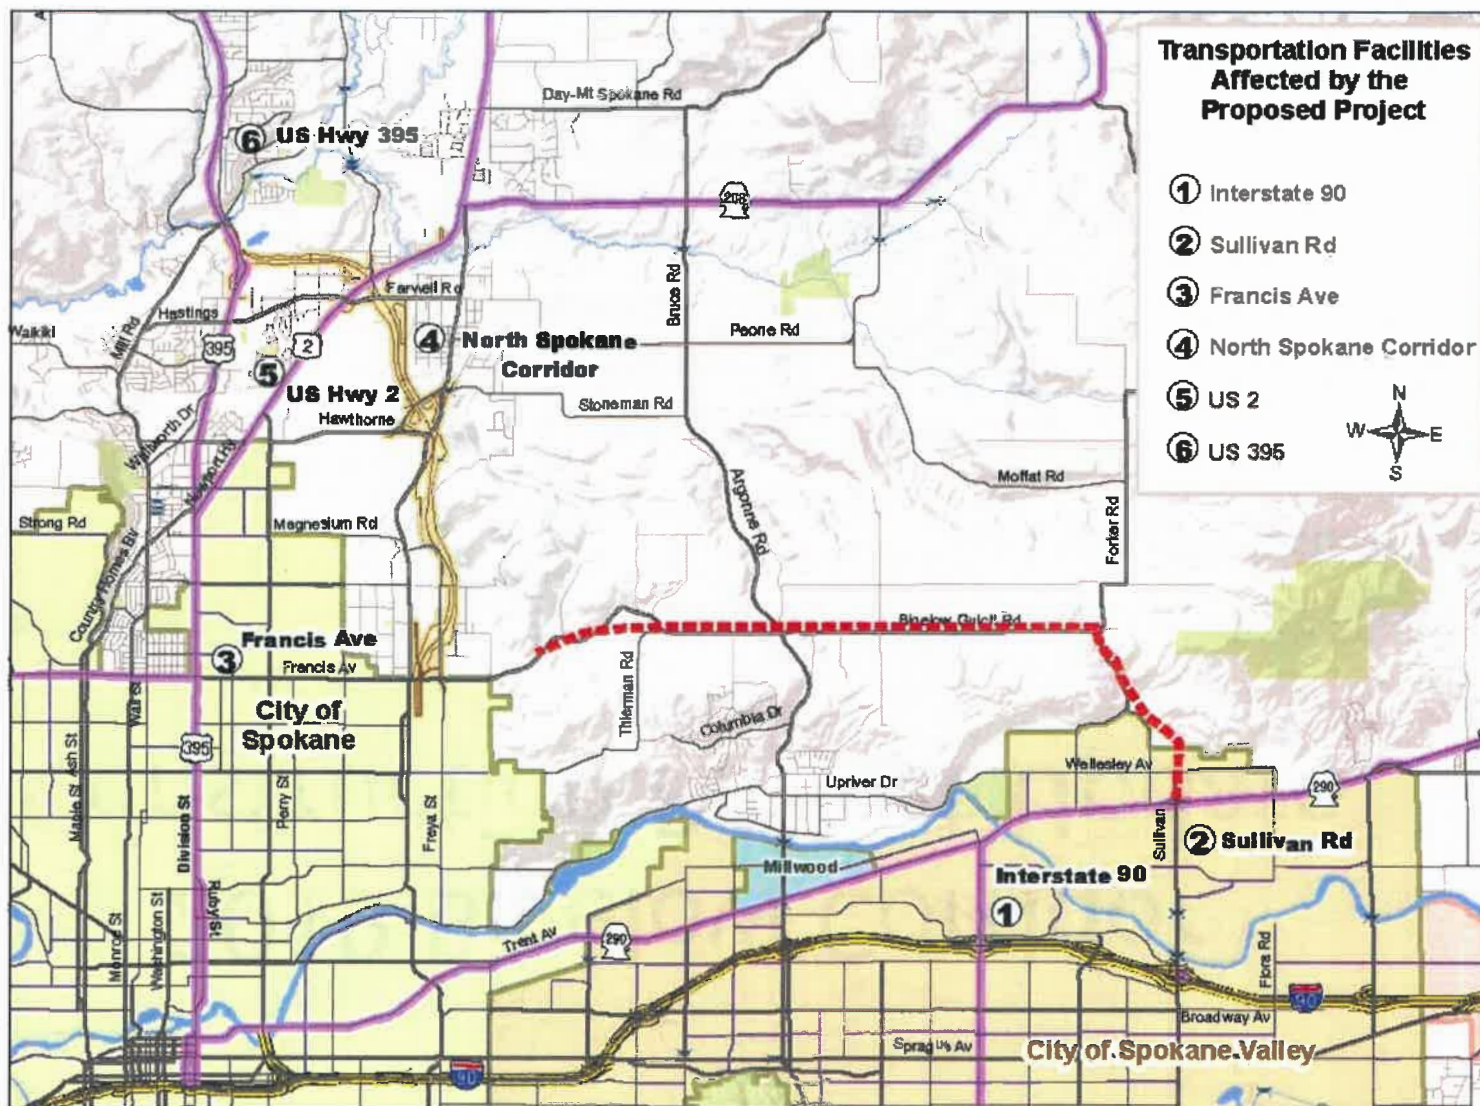 Transportation Facilities
Affected by the
Proposed Project
1 Interstate 90
2 Sullivan Rd
3 Francis Ave
4 North Spokane Corridor
5 US 2
6 US 395
N
W E
S
Day-Mt Spokane Rd
6 US Hwy 395
Bruce Rd
Farwell Rd
Hastings
Waikiki
Mill Rd
395
2
4 North Spokane
Corridor
Peone Rd
5
US Hwy 2
Hawthorne
Stoneman Rd
Argonne Rd
Moffat Rd
Forker Rd
Strong Rd
Magnesium Rd
Country Homes Blv
Francis Ave
3
Francis Av
Bigelow Gulch Rd
Thierman Rd
Columbia Dr
City of
Spokane
395
Wall St
Maple St
Ash St
Division St
Perry St
Freya St
Upriver Dr
Wellesley Av
290
Sullivan
2 Sullivan Rd
Millwood
Interstate 90
1
Ruby St
Monroe St
Washington St
Trent Av
290
Flora Rd
90
Broadway Av
Sprague Av
City of Spokane Valley
90